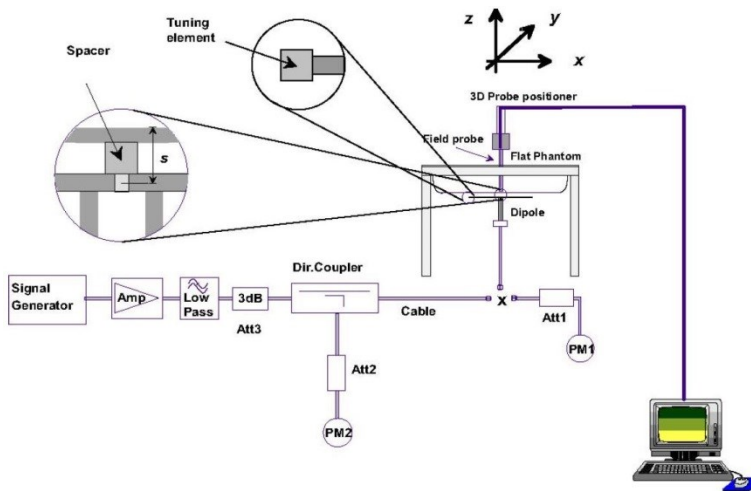 Tuning
element
Spacer
s
z
y
x
3D Probe positioner
Field probe
Flat Phantom
Dipole
Signal
Generator
Amp
Low
Pass
3dB
Att3
Dir.Coupler
Cable
x
Att1
PM1
Att2
PM2